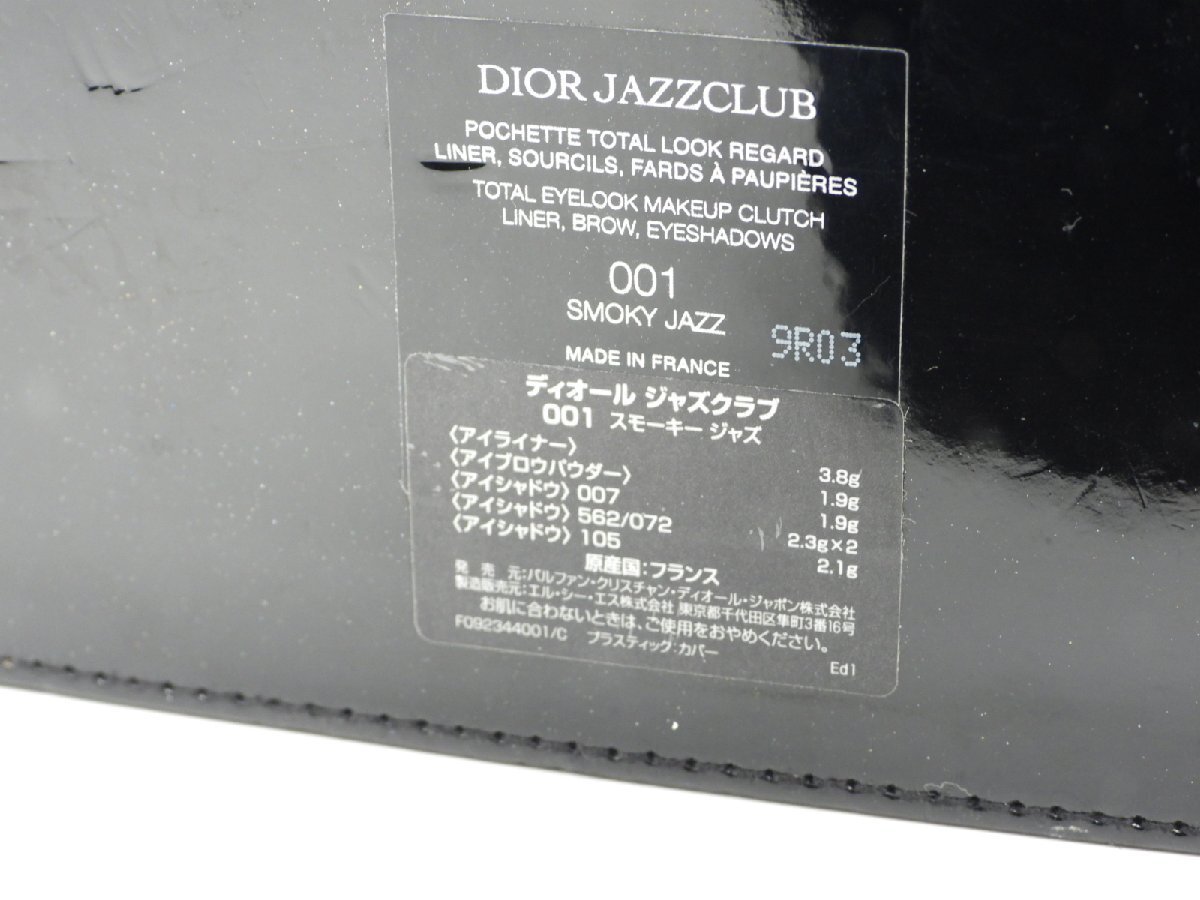 DIOR JAZZCLUB
POCHETTE TOTAL LOOK REGARD
LINER, SOURCILS, FARDS À PAUPIÈRES
TOTAL EYELOOK MAKEUP CLUTCH
LINER, BROW, EYESHADOWS
001
SMOKY JAZZ
9R03
MADE IN FRANCE
ディオール ジャズクラブ
001 スモーキー ジャズ
〈アイライナー〉 3.8g
〈アイブロウパウダー〉 1.9g
〈アイシャドウ〉 007 1.9g
〈アイシャドウ〉 562/072 2.3g×2
〈アイシャドウ〉 105 2.1g
原産国:フランス
発 売 元:パルファン・クリスチャン・ディオール・ジャポン株式会社
製造販売元:エル・シー・エス株式会社 東京都千代田区隼町3番16号
お肌に合わないときは、ご使用をおやめください。
F092344001/C プラスティック:カバー
Ed1